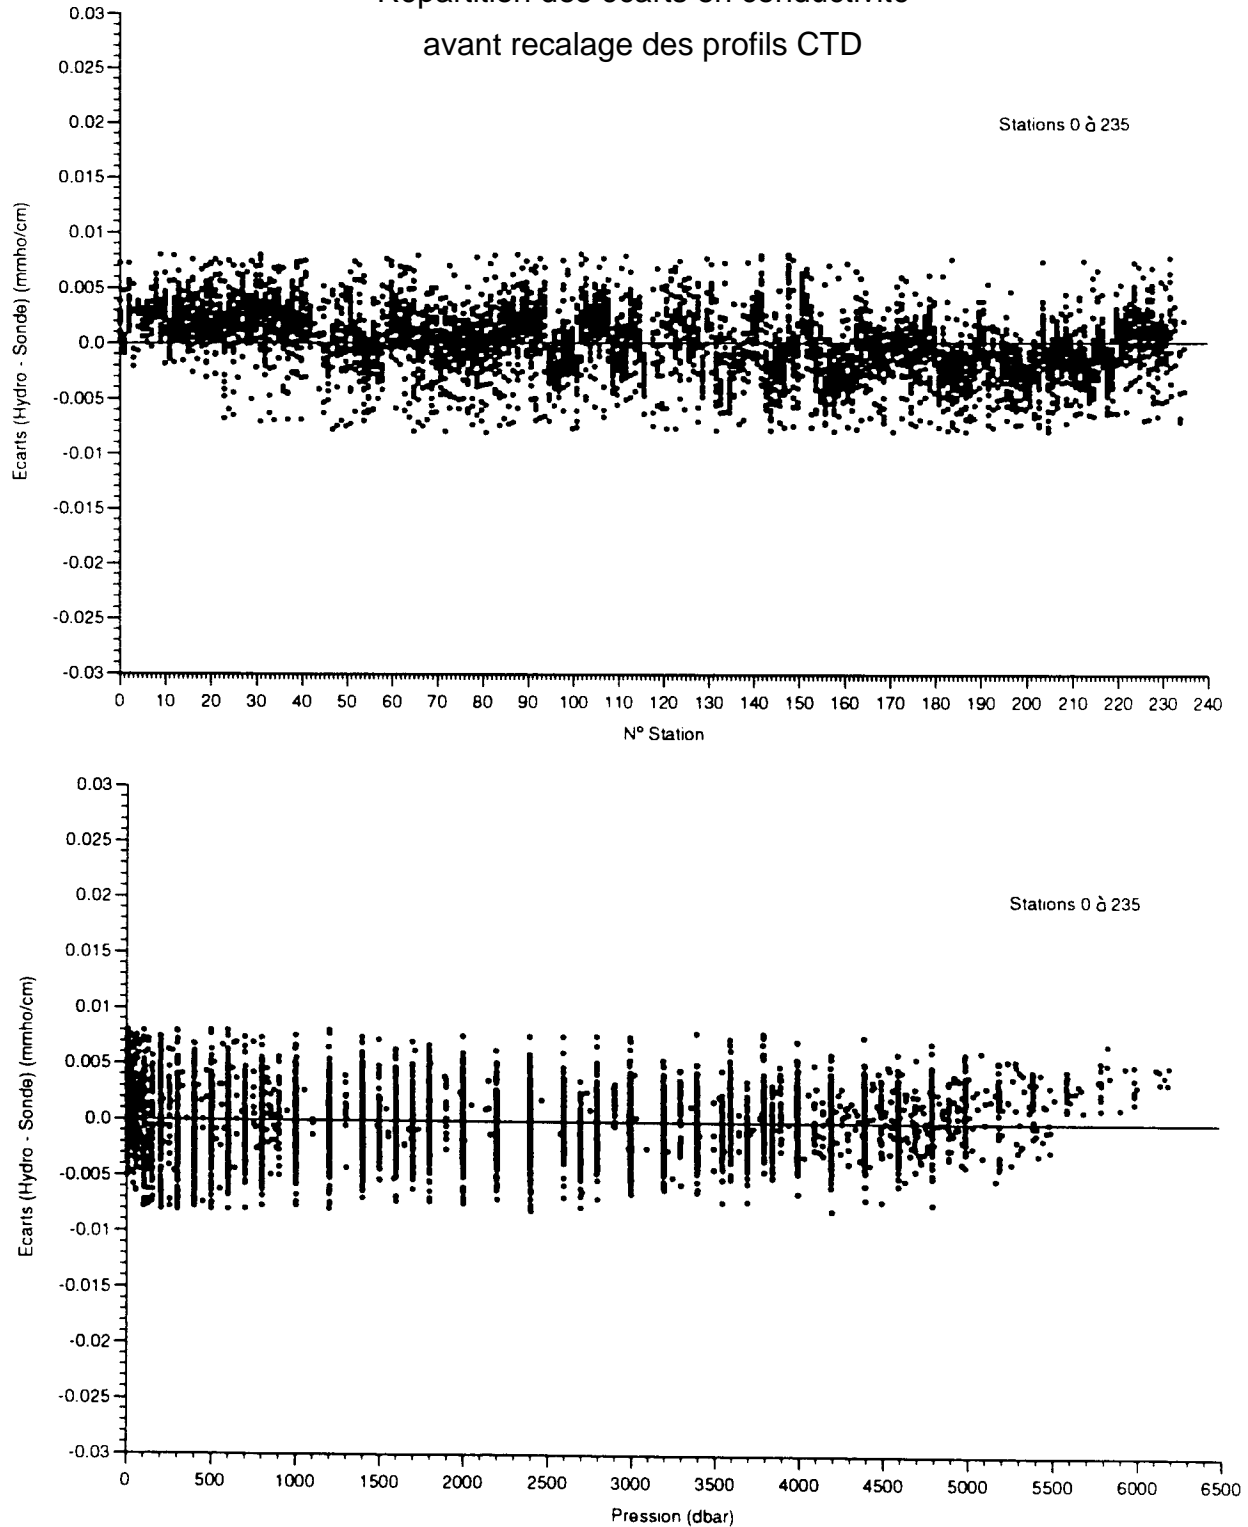 Répartition des écarts en conductivité
avant recalage des profils CTD
0.03
0.025
0.02
0.015
0.01
0.005
0.0
-0.005
-0.01
-0.015
-0.02
-0.025
-0.03
Ecarts (Hydro - Sonde) (mmho/cm)
Stations 0 à 235
0 10 20 30 40 50 60 70 80 90 100 110 120 130 140 150 160 170 180 190 200 210 220 230 240
N° Station
0.03
0.025
0.02
0.015
0.01
0.005
0.0
-0.005
-0.01
-0.015
-0.02
-0.025
-0.03
Ecarts (Hydro - Sonde) (mmho/cm)
Stations 0 à 235
0 500 1000 1500 2000 2500 3000 3500 4000 4500 5000 5500 6000 6500
Pression (dbar)